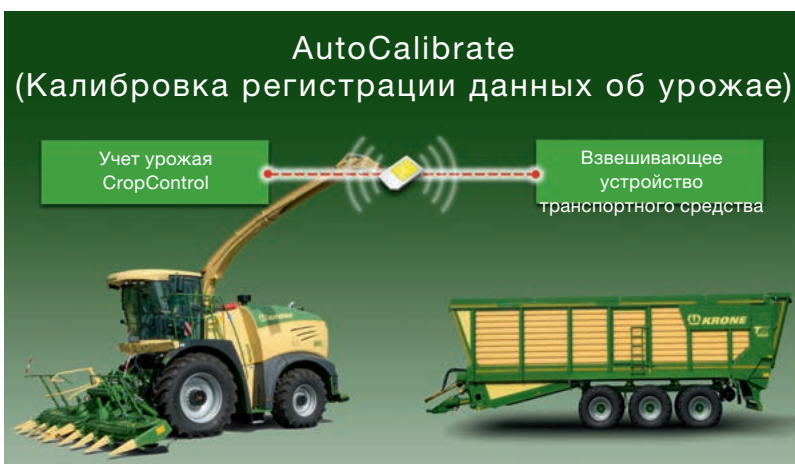 AutoCalibrate
(Калибровка регистрации данных об урожае)
Учет урожая
CropControl
Взвешивающее
устройство
транспортного средства
KRONE